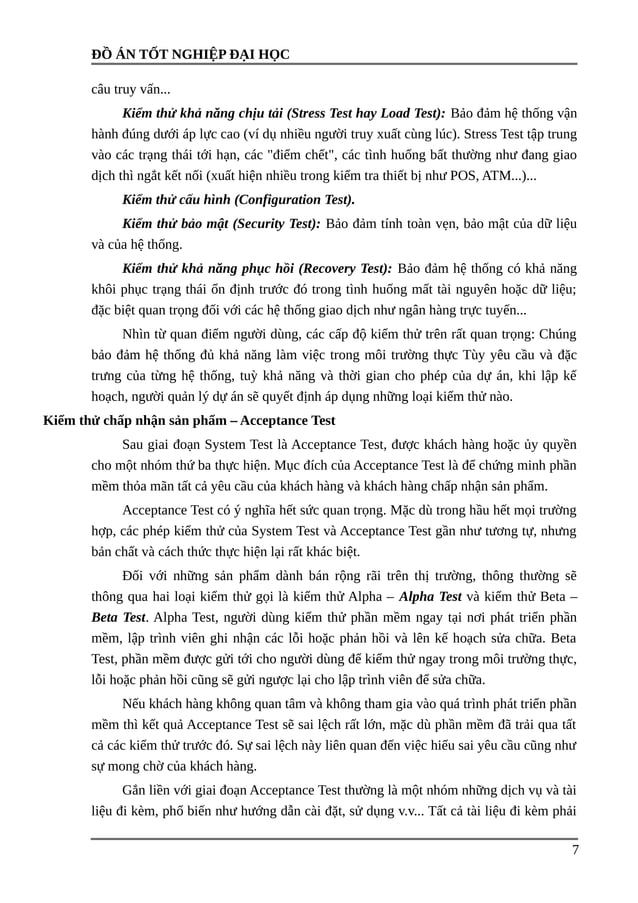 ĐỒ ÁN TỐT NGHIỆP ĐẠI HỌC
câu truy vấn...
Kiểm thử khả năng chịu tải (Stress Test hay Load Test): Bảo đảm hệ thống vận
hành đúng dưới áp lực cao (ví dụ nhiều người truy xuất cùng lúc). Stress Test tập trung
vào các trạng thái tới hạn, các "điểm chết", các tình huống bất thường như đang giao
dịch thì ngắt kết nối (xuất hiện nhiều trong kiểm tra thiết bị như POS, ATM...)...
Kiểm thử cấu hình (Configuration Test).
Kiểm thử bảo mật (Security Test): Bảo đảm tính toàn vẹn, bảo mật của dữ liệu
và của hệ thống.
Kiểm thử khả năng phục hồi (Recovery Test): Bảo đảm hệ thống có khả năng
khôi phục trạng thái ổn định trước đó trong tình huống mất tài nguyên hoặc dữ liệu;
đặc biệt quan trọng đối với các hệ thống giao dịch như ngân hàng trực tuyến...
Nhìn từ quan điểm người dùng, các cấp độ kiểm thử trên rất quan trọng: Chúng
bảo đảm hệ thống đủ khả năng làm việc trong môi trường thực Tùy yêu cầu và đặc
trưng của từng hệ thống, tuỳ khả năng và thời gian cho phép của dự án, khi lập kế
hoạch, người quản lý dự án sẽ quyết định áp dụng những loại kiểm thử nào.
Kiểm thử chấp nhận sản phẩm – Acceptance Test
Sau giai đoạn System Test là Acceptance Test, được khách hàng hoặc ủy quyền
cho một nhóm thứ ba thực hiện. Mục đích của Acceptance Test là để chứng minh phần
mềm thỏa mãn tất cả yêu cầu của khách hàng và khách hàng chấp nhận sản phẩm.
Acceptance Test có ý nghĩa hết sức quan trọng. Mặc dù trong hầu hết mọi trường
hợp, các phép kiểm thử của System Test và Acceptance Test gần như tương tự, nhưng
bản chất và cách thức thực hiện lại rất khác biệt.
Đối với những sản phẩm dành bán rộng rãi trên thị trường, thông thường sẽ
thông qua hai loại kiểm thử gọi là kiểm thử Alpha – Alpha Test và kiểm thử Beta –
Beta Test. Alpha Test, người dùng kiểm thử phần mềm ngay tại nơi phát triển phần
mềm, lập trình viên ghi nhận các lỗi hoặc phản hồi và lên kế hoạch sửa chữa. Beta
Test, phần mềm được gửi tới cho người dùng để kiểm thử ngay trong môi trường thực,
lỗi hoặc phản hồi cũng sẽ gửi ngược lại cho lập trình viên để sửa chữa.
Nếu khách hàng không quan tâm và không tham gia vào quá trình phát triển phần
mềm thì kết quả Acceptance Test sẽ sai lệch rất lớn, mặc dù phần mềm đã trải qua tất
cả các kiểm thử trước đó. Sự sai lệch này liên quan đến việc hiểu sai yêu cầu cũng như
sự mong chờ của khách hàng.
Gắn liền với giai đoạn Acceptance Test thường là một nhóm những dịch vụ và tài
liệu đi kèm, phổ biến như hướng dẫn cài đặt, sử dụng v.v... Tất cả tài liệu đi kèm phải
7